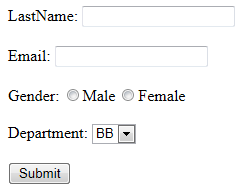 LastName:
Email:
Gender: Male Female
Department: BB
Submit